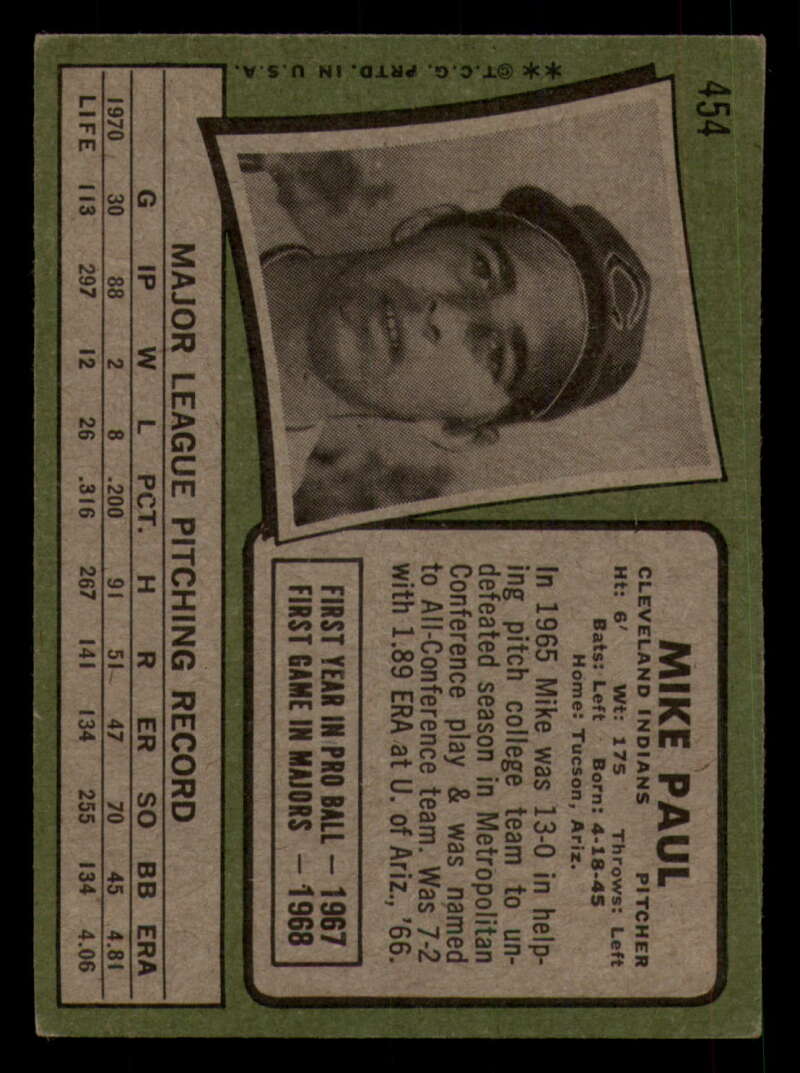 454
**©T.C.G. PRTD. IN U.S.A.
MIKE PAUL
CLEVELAND INDIANS PITCHER
Ht: 6' Wt: 175 Throws: Left
Bats: Left Born: 4-18-45
Home: Tucson, Ariz.
In 1965 Mike was 13-0 in help-
ing pitch college team to un-
defeated season in Metropolitan
Conference play & was named
to All-Conference team. Was 7-2
with 1.89 ERA at U. of Ariz., '66.
FIRST YEAR IN PRO BALL — 1967
FIRST GAME IN MAJORS — 1968
MAJOR LEAGUE PITCHING RECORD
G IP W L PCT. H R ER SO BB ERA
1970 30 88 2 8 .200 91 51 47 70 45 4.81
LIFE 113 297 12 26 .316 267 141 134 255 134 4.06